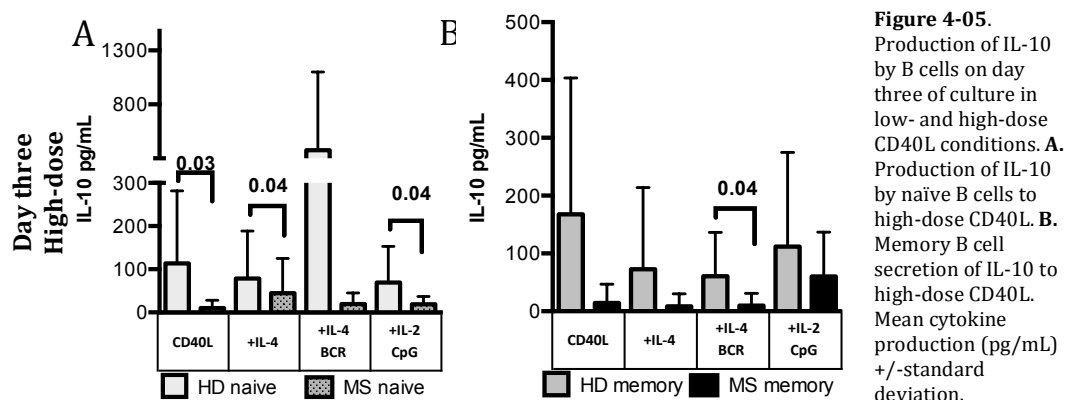 A
1300
800
300
200
100
0
IL-10 pg/mL
Day three
High-dose
0.03
0.04
0.04
CD40L
+IL-4
+IL-4
BCR
+IL-2
CpG
HD naive
MS naive
B
500
400
300
200
100
0
IL-10 pg/mL
0.04
CD40L
+IL-4
+IL-4
BCR
+IL-2
CpG
HD memory
MS memory
Figure 4-05.
Production of IL-10
by B cells on day
three of culture in
low- and high-dose
CD40L conditions. A.
Production of IL-10
by naïve B cells to
high-dose CD40L. B.
Memory B cell
secretion of IL-10 to
high-dose CD40L.
Mean cytokine
production (pg/mL)
+/-standard
deviation.